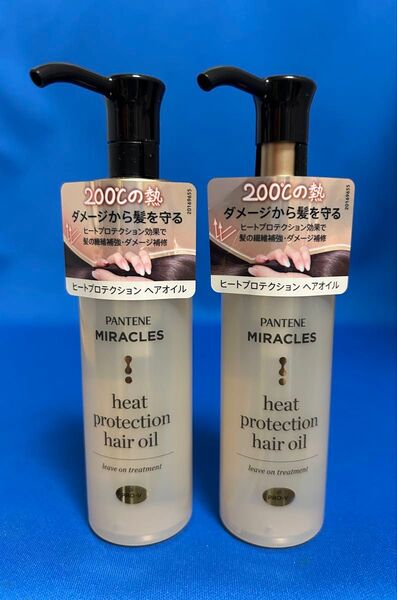 200℃の熱
ダメージから髪を守る
ヒートプロテクション効果で
髪の繊維補強・ダメージ補修
ヒートプロテクション ヘアオイル
20169655
PANTENE
MIRACLES
heat
protection
hair oil
leave on treatment
PRO-V
200℃の熱
ダメージから髪を守る
ヒートプロテクション効果で
髪の繊維補強・ダメージ補修
ヒートプロテクション ヘアオイル
20169655
PANTENE
MIRACLES
heat
protection
hair oil
leave on treatment
PRO-V